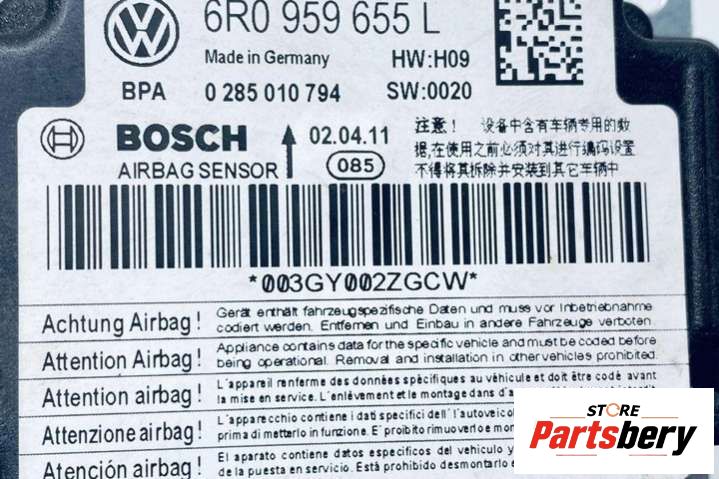 6R0 959 655 L
Made in Germany HW:H09
BPA 0 285 010 794 SW:0020
BOSCH
AIRBAG SENSOR
02.04.11
085
注意! 设备中含有车辆专用的数
据,在使用之前必须对其进行编码设置
不得将其拆除并安装到其它车辆中
*003GY002ZGCW*
Achtung Airbag! Gerät enthält fahrzeugspezifische Daten und muss vor Inbetriebnahme
codiert werden. Entfernen und Einbau in andere Fahrzeuge verboten
Attention Airbag! Appliance contains data for the specific vehicle and must be coded before
being operational. Removal and installation in other vehicles prohibited.
Attention airbag! L'appareil renferme des données spécifiques au véhicule et doit être codé avant
la mise en service. L'enlèvement et le montage dans d'a
Attenzione airbag! L'apparecchio contiene i dati specifici dell'autoveicol
prima di metterlo in funzione. E' proibito rimuoverlo e mon
Atención airbag! El aparato contiene datos especificos del vehículo y
de la puesta en servicio. Está prohibido desmontarlo e
STORE
Partsbery